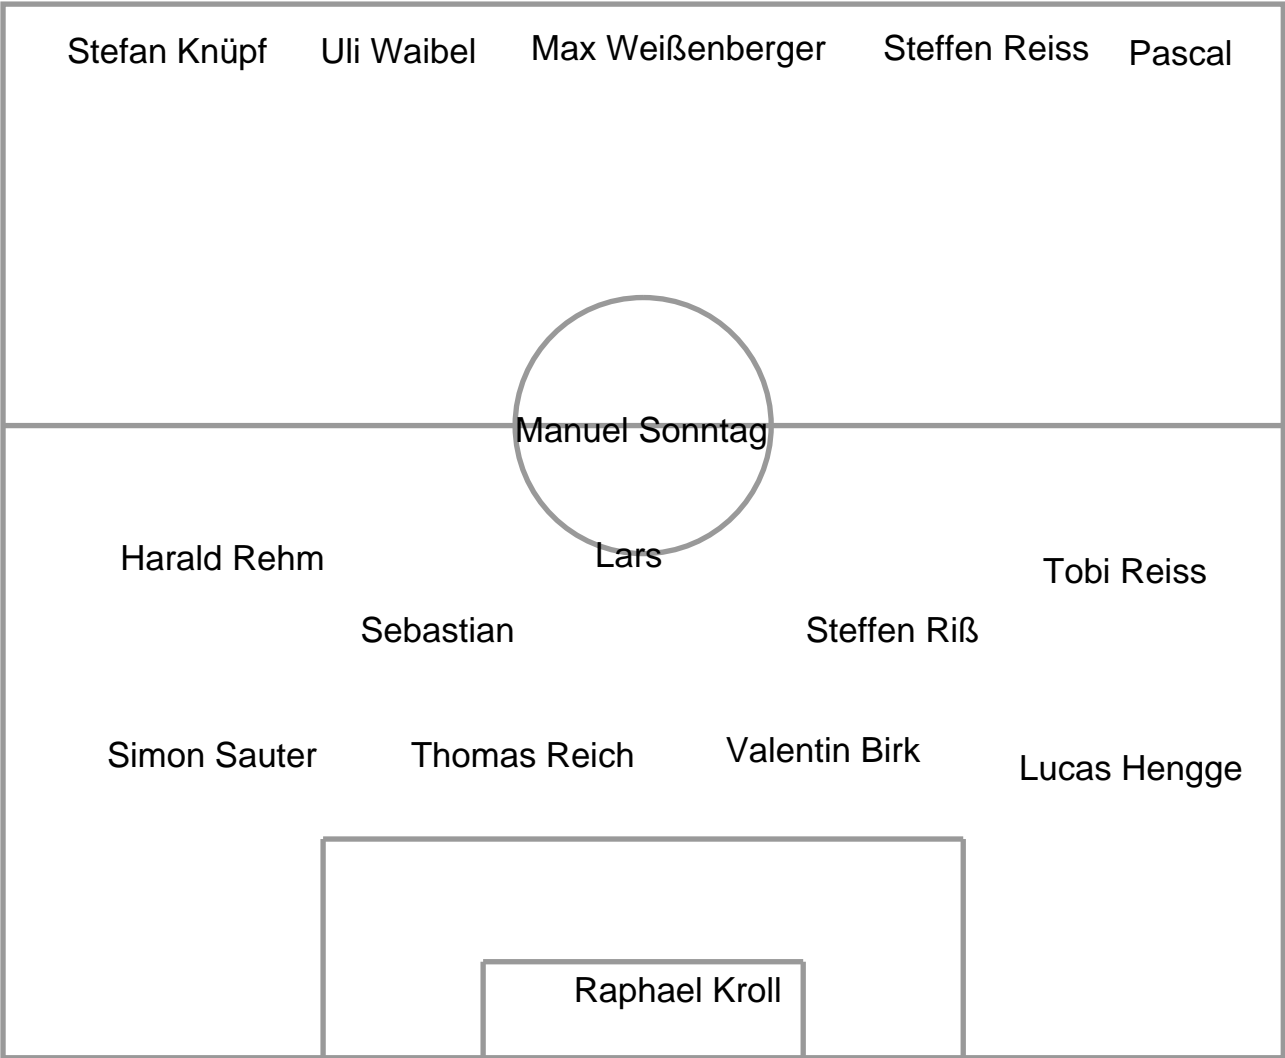 Stefan Knüpf
Uli Waibel
Max Weißenberger
Steffen Reiss
Pascal
Manuel Sonntag
Harald Rehm
Lars
Tobi Reiss
Sebastian
Steffen Riß
Simon Sauter
Thomas Reich
Valentin Birk
Lucas Hengge
Raphael Kroll